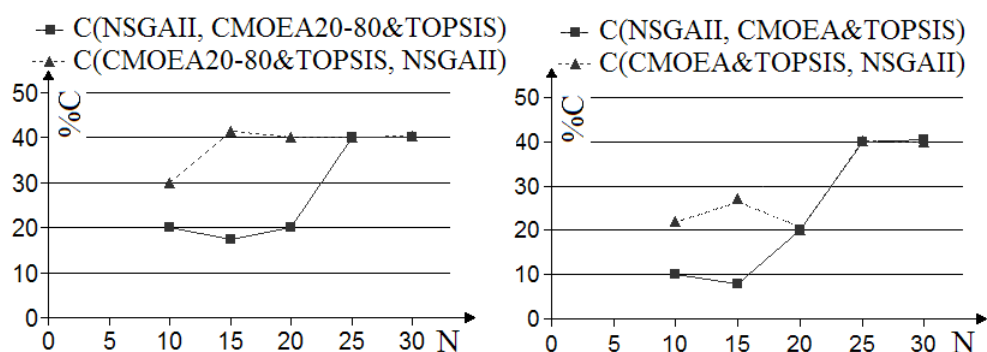 C(NSGAII, CMOEA20-80&TOPSIS)
C(CMOEA20-80&TOPSIS, NSGAII)
%C
50
40
30
20
10
0
0 5 10 15 20 25 30 N
C(NSGAII, CMOEA&TOPSIS)
C(CMOEA&TOPSIS, NSGAII)
%C
50
40
30
20
10
0
0 5 10 15 20 25 30 N